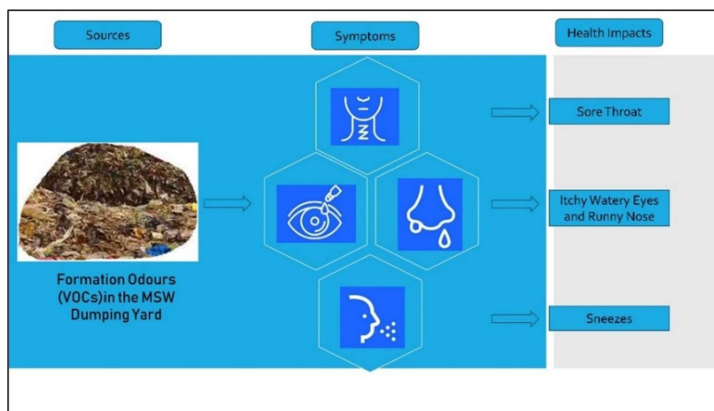 Sources
Symptoms
Health Impacts
Sore Throat
Itchy Watery Eyes
and Runny Nose
Formation Odours
(VOCs)in the MSW
Dumping Yard
Sneezes